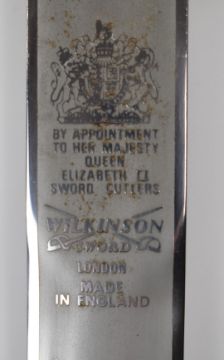 BY APPOINTMENT
TO HER MAJESTY
QUEEN
ELIZABETH II
SWORD CUTLERS
WILKINSON
SWORD
LONDON
MADE
IN ENGLAND